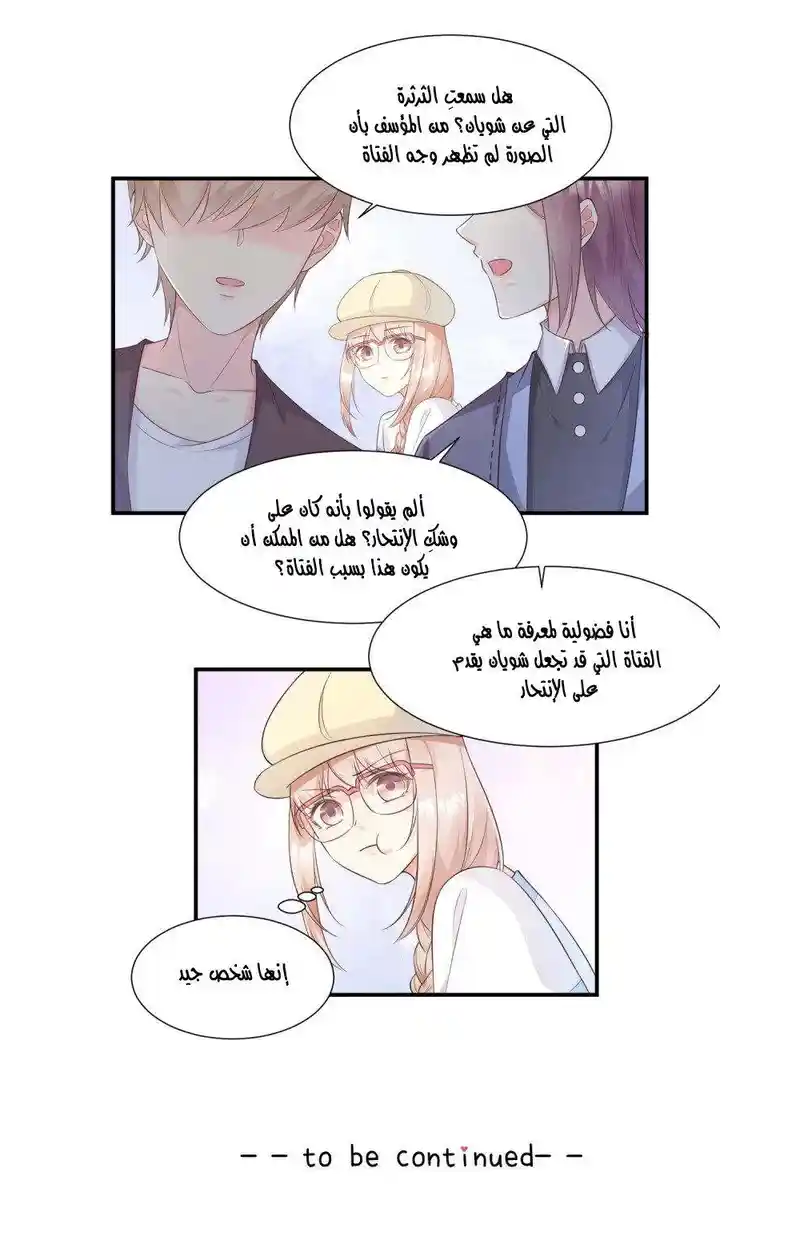 هل سمعتِ الثرثرة
التي عن شويان؟ من المؤسف بأن
الصورة لم تظهر وجه الفتاة
ألم يقولوا بأنه كان على
وشكِ الإنتحار؟ هل من الممكن أن
يكون هذا بسبب الفتاة؟
أنا فضولية لمعرفة ما هي
الفتاة التي قد تجعل شويان يقدم
على الإنتحار
إنها شخص جيد
- - to be continued- -